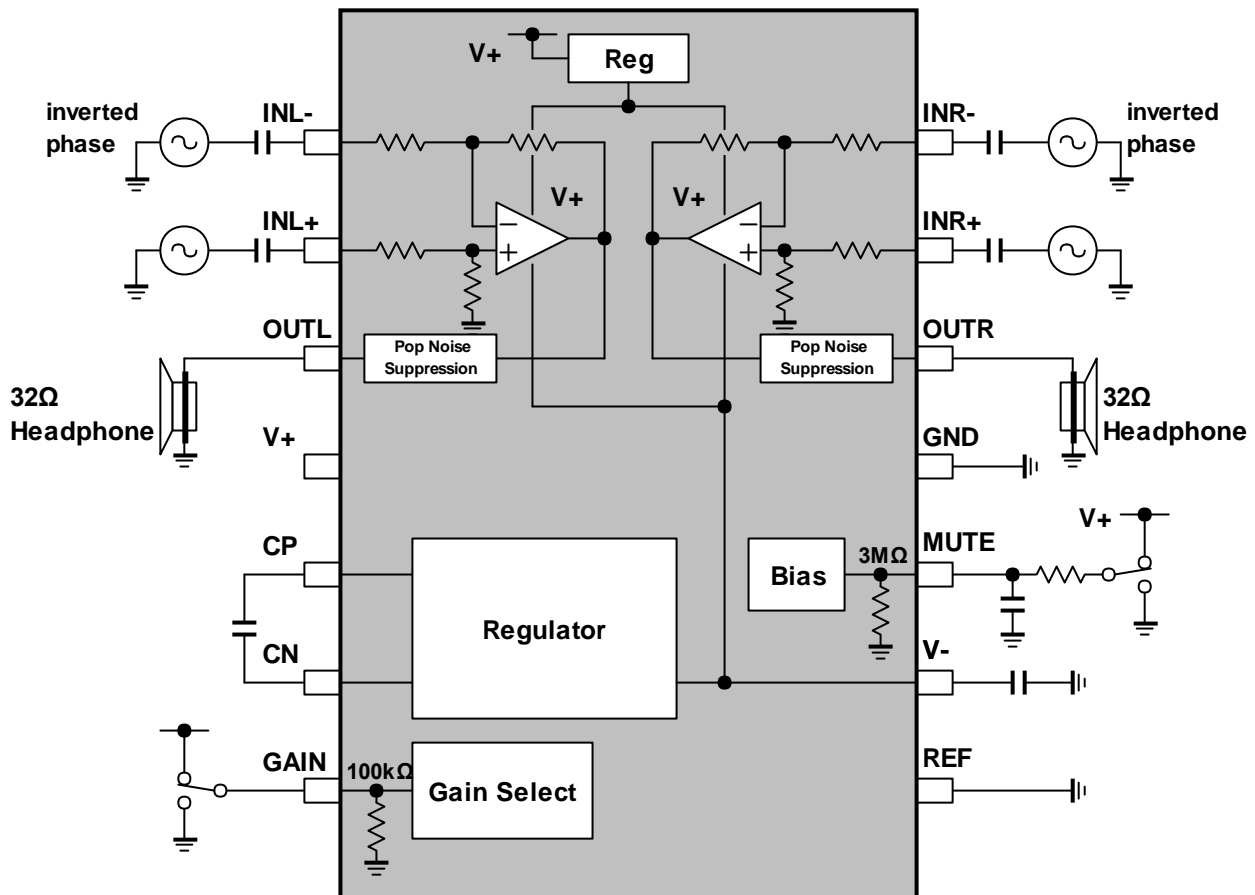 V+
Reg
inverted
phase
INL-
INR-
inverted
phase
V+
V+
INL+
INR+
−
+
−
+
OUTL
OUTR
Pop Noise
Suppression
Pop Noise
Suppression
32Ω
Headphone
32Ω
Headphone
V+
GND
CP
Regulator
CN
Bias
3MΩ
MUTE
V+
V-
GAIN
100kΩ
Gain Select
REF